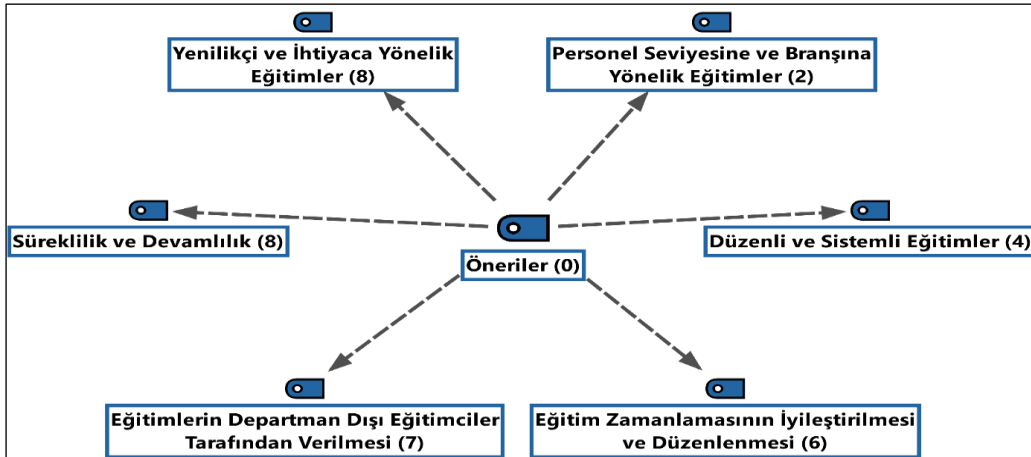 Yenilikçi ve İhtiyaca Yönelik
Eğitimler (8)
Personel Seviyesine ve Branşına
Yönelik Eğitimler (2)
Süreklilik ve Devamlılık (8)
Öneriler (0)
Düzenli ve Sistemli Eğitimler (4)
Eğitimlerin Departman Dışı Eğitimciler
Tarafından Verilmesi (7)
Eğitim Zamanlamasının İyileştirilmesi
ve Düzenlenmesi (6)